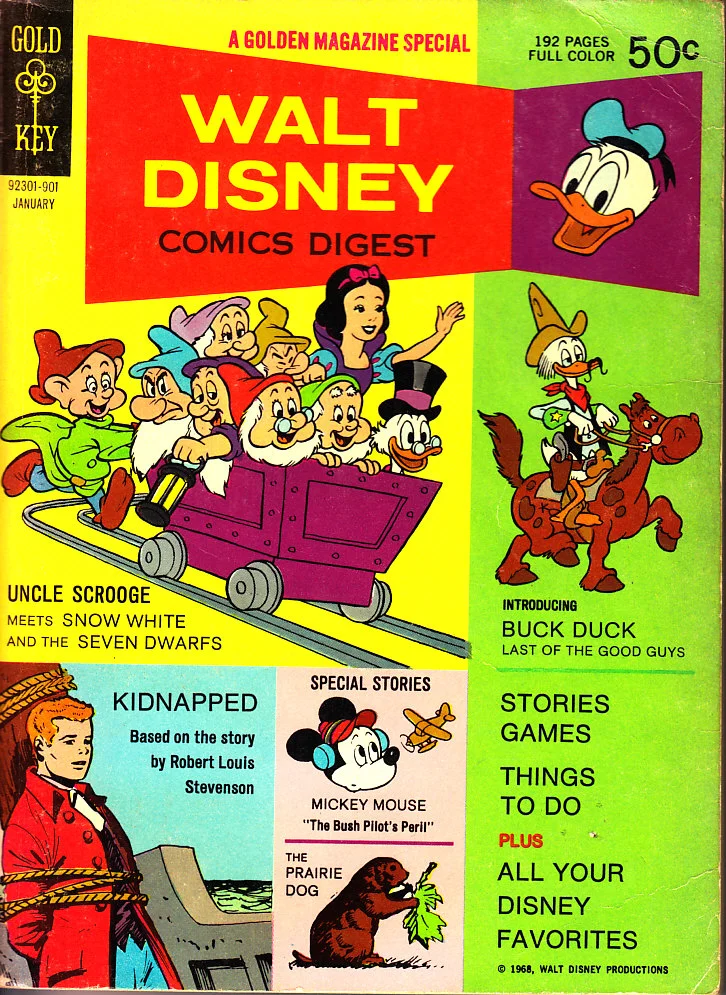 GOLD
KEY
92301-901
JANUARY
A GOLDEN MAGAZINE SPECIAL
192 PAGES
FULL COLOR
50¢
WALT
DISNEY
COMICS DIGEST
UNCLE SCROOGE
MEETS SNOW WHITE
AND THE SEVEN DWARFS
INTRODUCING
BUCK DUCK
LAST OF THE GOOD GUYS
KIDNAPPED
Based on the story
by Robert Louis
Stevenson
SPECIAL STORIES
MICKEY MOUSE
"The Bush Pilot's Peril"
THE
PRAIRIE
DOG
STORIES
GAMES
THINGS
TO DO
PLUS
ALL YOUR
DISNEY
FAVORITES
© 1968, WALT DISNEY PRODUCTIONS